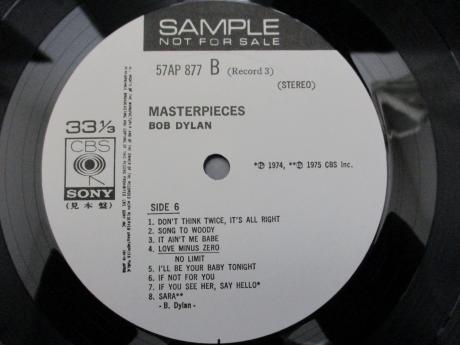 SAMPLE
NOT FOR SALE
57AP 877 B (Record 3)
(STEREO)
MASTERPIECES
BOB DYLAN
33 1/3
CBS
SONY
(見本盤)
*℗ 1974, **℗ 1975 CBS Inc.
SIDE 6
1. DON'T THINK TWICE, IT'S ALL RIGHT
2. SONG TO WOODY
3. IT AIN'T ME BABE
4. LOVE MINUS ZERO
NO LIMIT
5. I'LL BE YOUR BABY TONIGHT
6. IF NOT FOR YOU
7. IF YOU SEE HER, SAY HELLO*
8. SARA**
- B. Dylan -